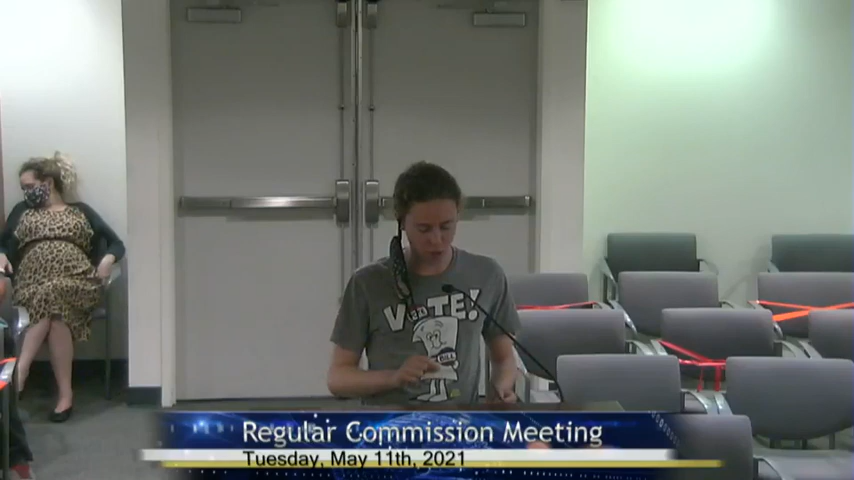 VOTE!
BILL
Regular Commission Meeting
Tuesday, May 11th, 2021